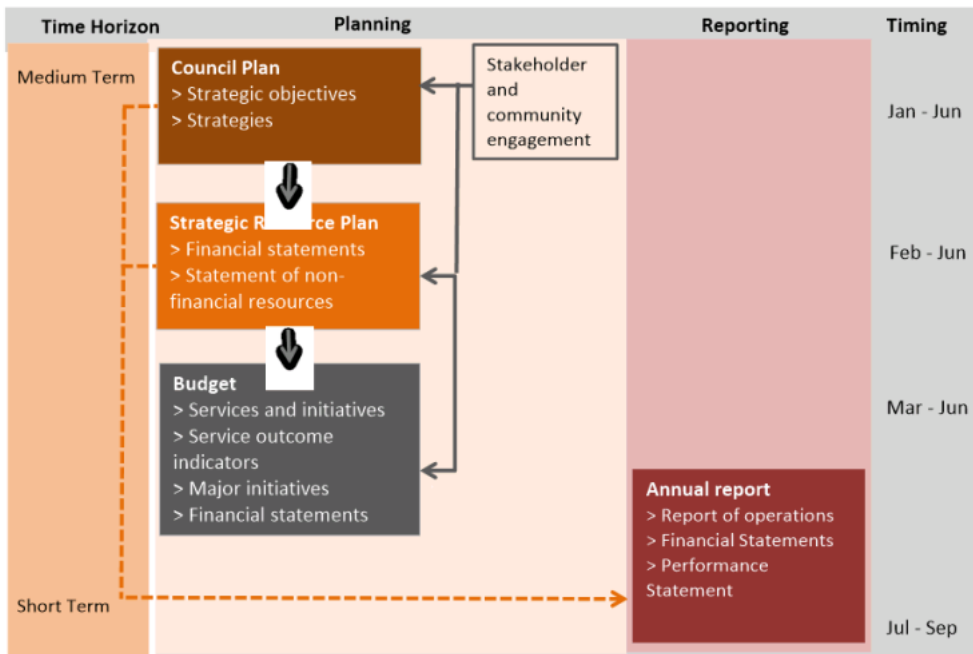 Time Horizon
Planning
Reporting
Timing
Medium Term
Council Plan
> Strategic objectives
> Strategies
Stakeholder
and
community
engagement
Jan - Jun
Strategic Plan
> Financial statements
> Statement of non-
financial resources
Feb - Jun
Budget
> Services and initiatives
> Service outcome
indicators
> Major initiatives
> Financial statements
Mar - Jun
Annual report
> Report of operations
> Financial Statements
> Performance
Statement
Short Term
Jul - Sep